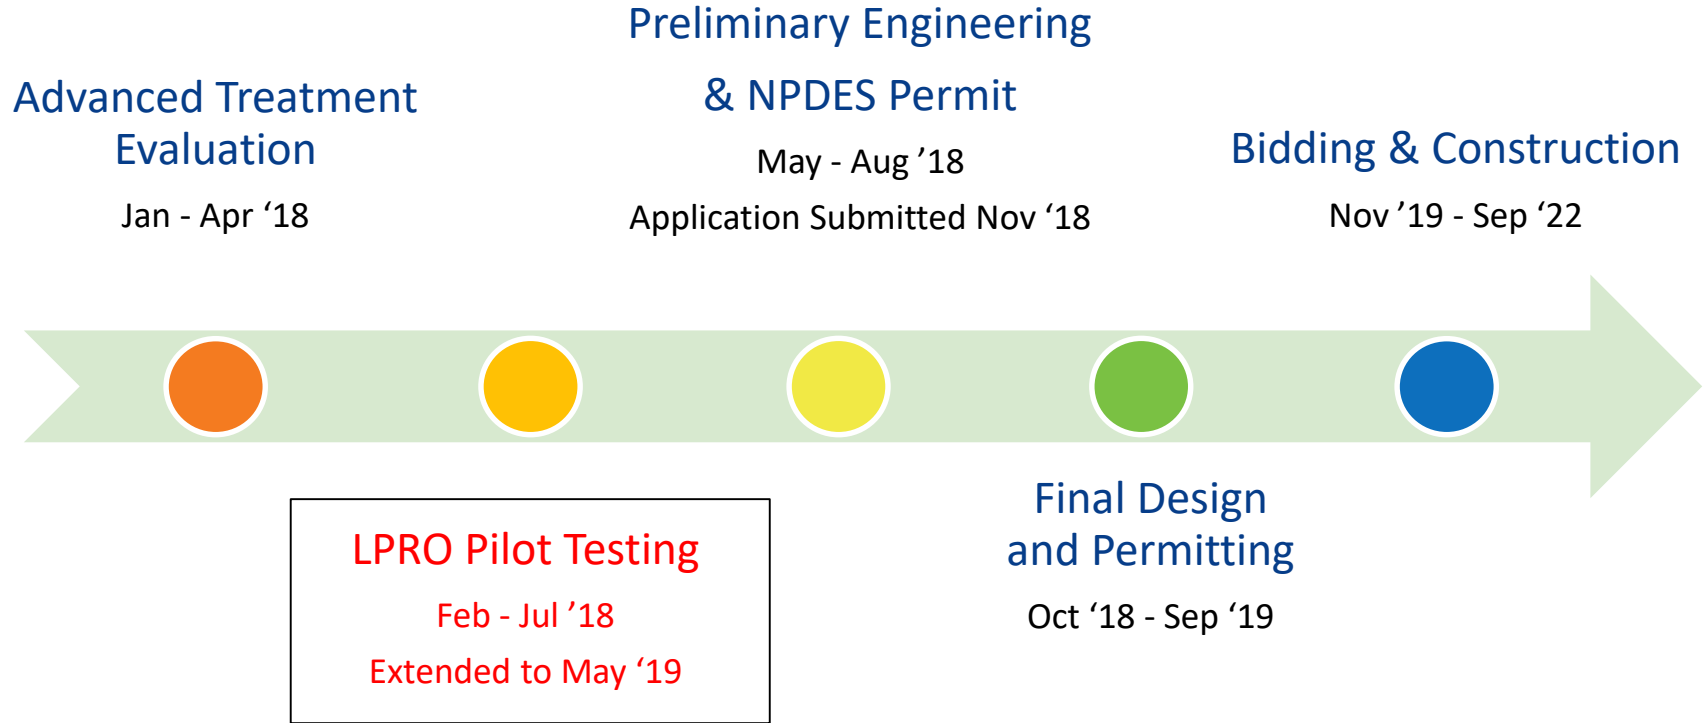 Advanced Treatment
Evaluation
Jan - Apr ‘18
LPRO Pilot Testing
Feb - Jul ’18
Extended to May ‘19
Preliminary Engineering
& NPDES Permit
May - Aug ’18
Application Submitted Nov ‘18
Final Design
and Permitting
Oct ‘18 - Sep ‘19
Bidding & Construction
Nov ’19 - Sep ‘22